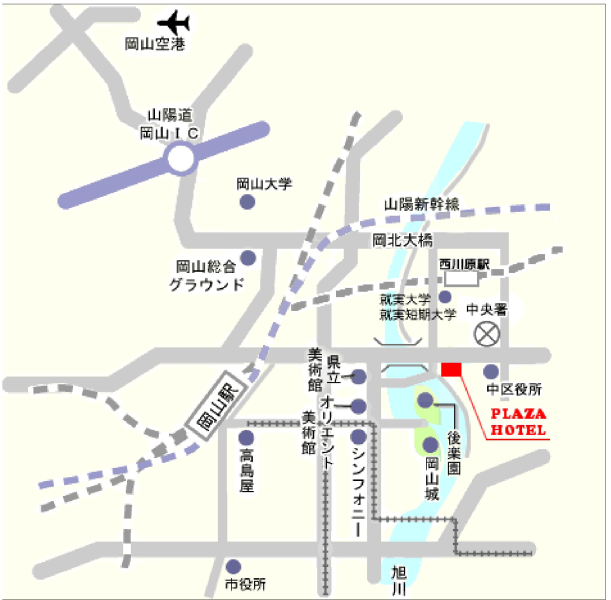 岡山空港
山陽道
岡山IC
岡山大学
山陽新幹線
岡北大橋
岡山総合
グラウンド
西川原駅
就実大学
就実短期大学
中央署
県立
美術館
岡山駅
オリエント
美術館
中区役所
PLAZA
HOTEL
後楽園
高島屋
シンフォニー
岡山城
旭川
市役所